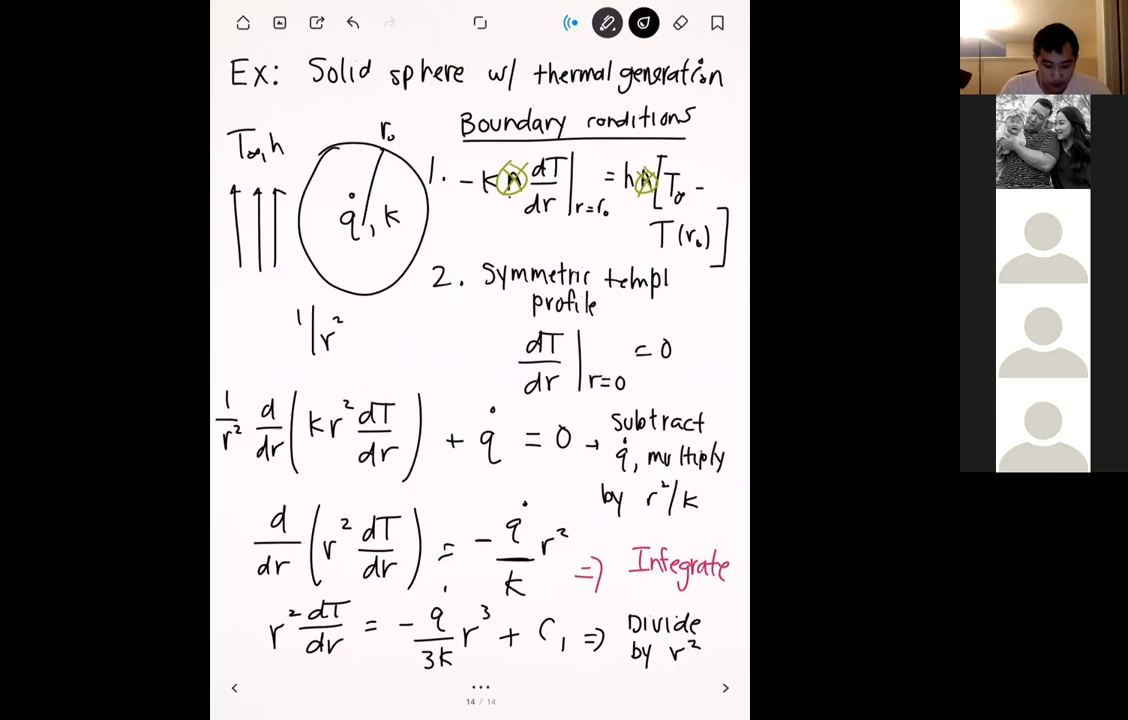 Ex: Solid sphere w/ thermal generation
T∞, h
r₀
q̇, k
Boundary conditions
1. -kA dT/dr |r=r₀ = hA[T∞ - T(r₀)]
2. Symmetric templ
profile
dT/dr |r=0 = 0
1/r²
1/r² d/dr (kr² dT/dr) + q̇ = 0 → Subtract
q̇, multiply
by r²/k
d/dr (r² dT/dr) = - q̇/k r² ⇒ Integrate
r² dT/dr = - q̇/3k r³ + C₁ ⇒ Divide
by r²
14 / 14